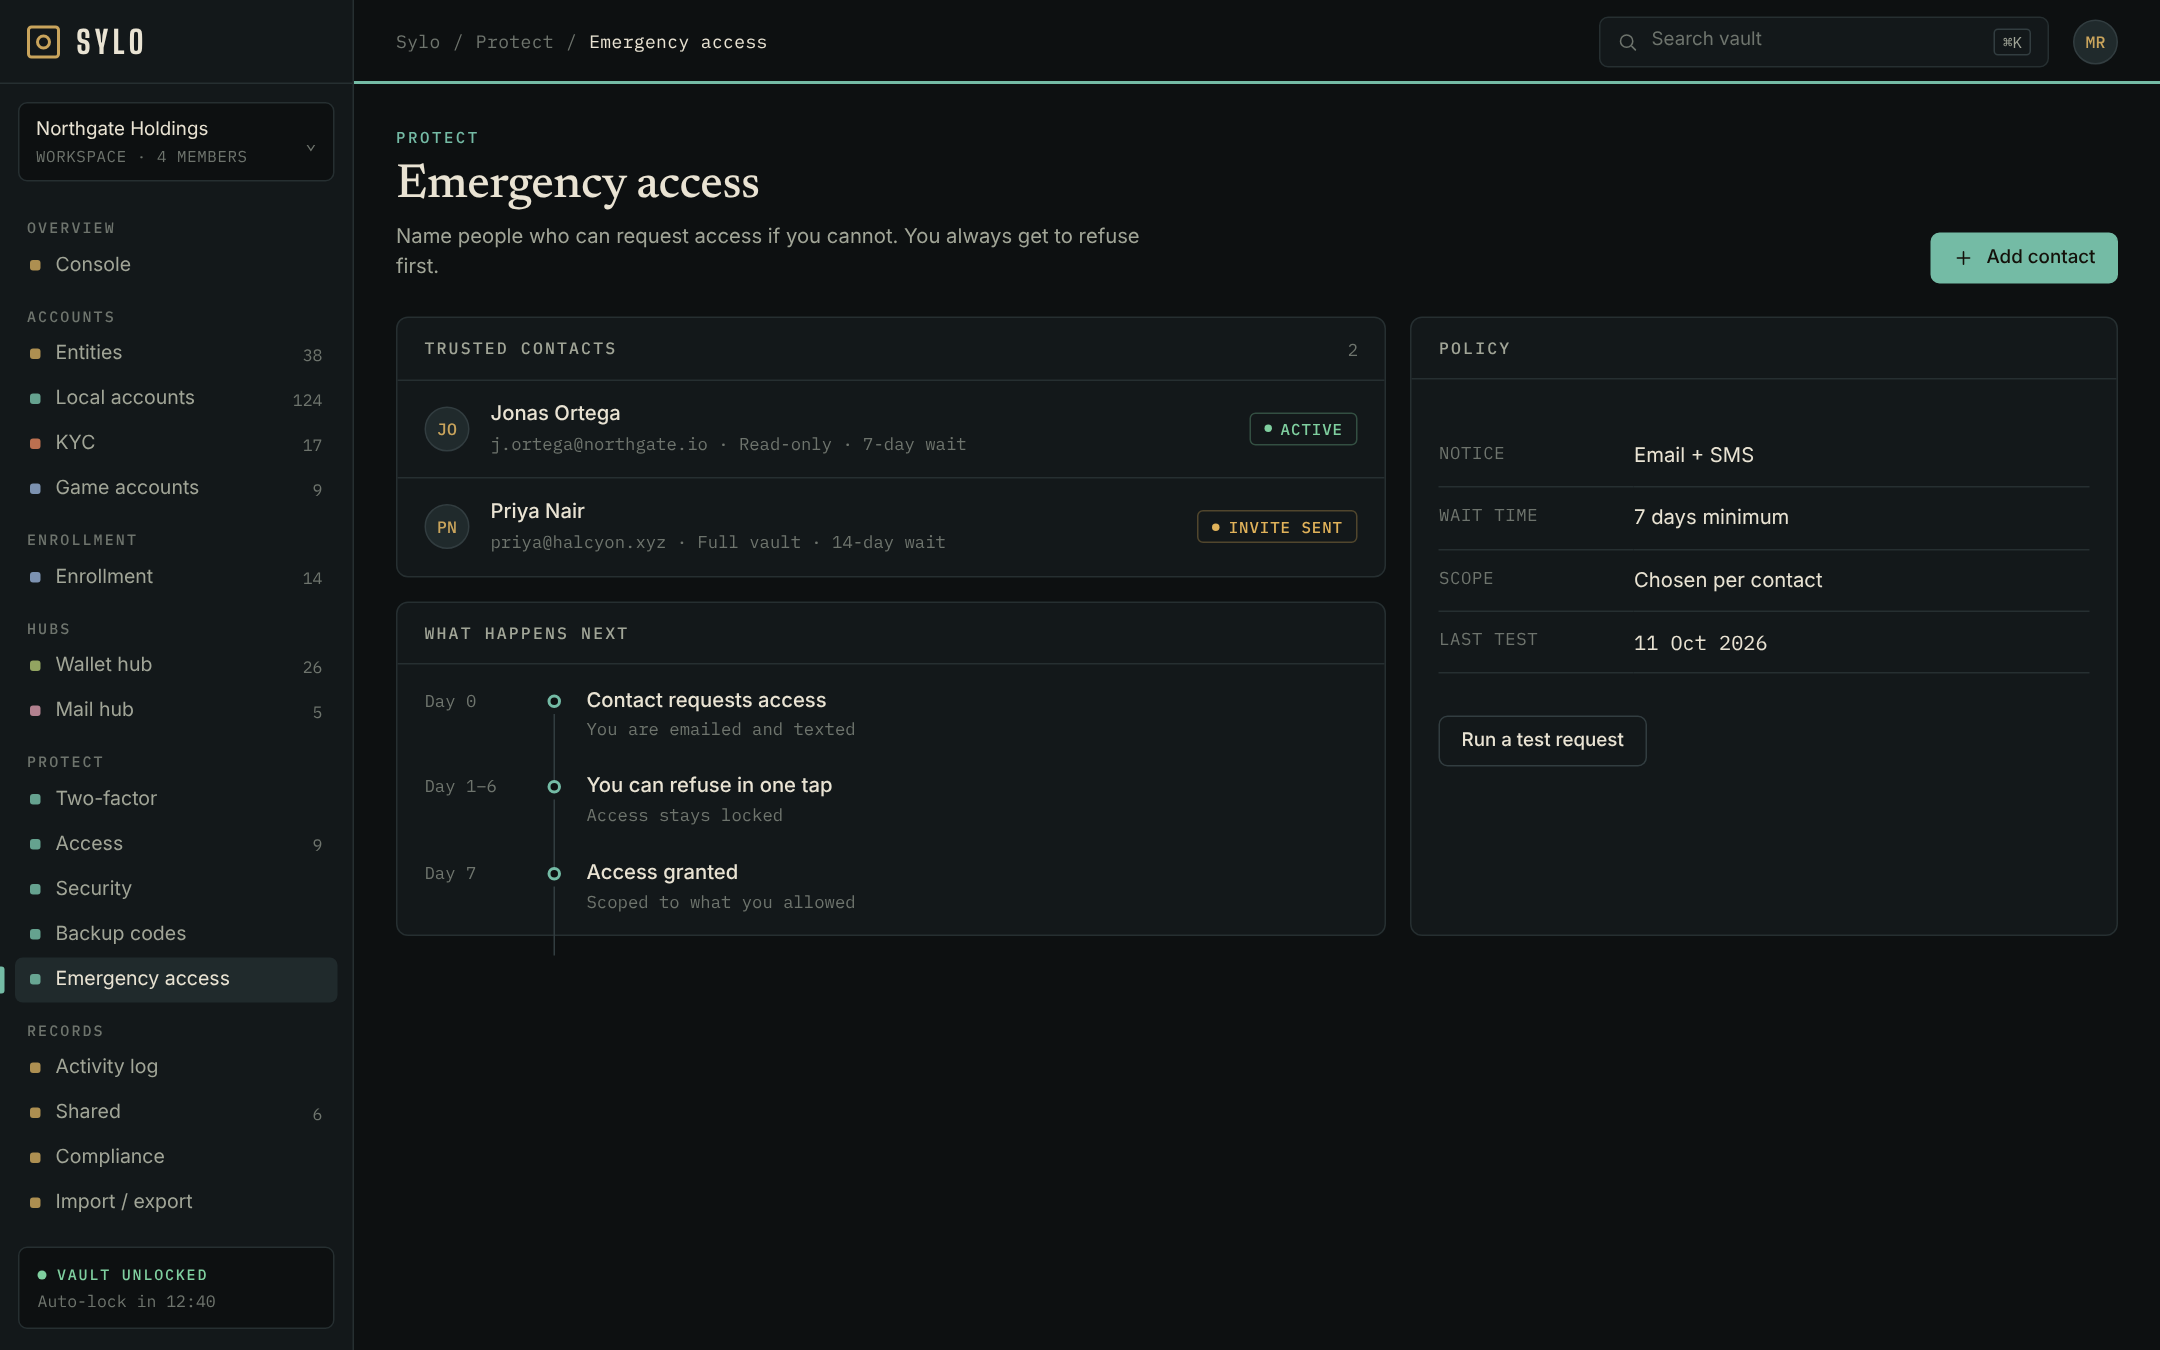 SYLO
Northgate Holdings
WORKSPACE · 4 MEMBERS
OVERVIEW
Console
ACCOUNTS
Entities 38
Local accounts 124
KYC 17
Game accounts 9
ENROLLMENT
Enrollment 14
HUBS
Wallet hub 26
Mail hub 5
PROTECT
Two-factor
Access 9
Security
Backup codes
Emergency access
RECORDS
Activity log
Shared 6
Compliance
Import / export
VAULT UNLOCKED
Auto-lock in 12:40
Sylo / Protect / Emergency access
Search vault ⌘K
MR
PROTECT
Emergency access
Name people who can request access if you cannot. You always get to refuse
first.
+ Add contact
TRUSTED CONTACTS 2
JO
Jonas Ortega
j.ortega@northgate.io · Read-only · 7-day wait
ACTIVE
PN
Priya Nair
priya@halcyon.xyz · Full vault · 14-day wait
INVITE SENT
WHAT HAPPENS NEXT
Day 0 Contact requests access
You are emailed and texted
Day 1–6 You can refuse in one tap
Access stays locked
Day 7 Access granted
Scoped to what you allowed
POLICY
NOTICE Email + SMS
WAIT TIME 7 days minimum
SCOPE Chosen per contact
LAST TEST 11 Oct 2026
Run a test request